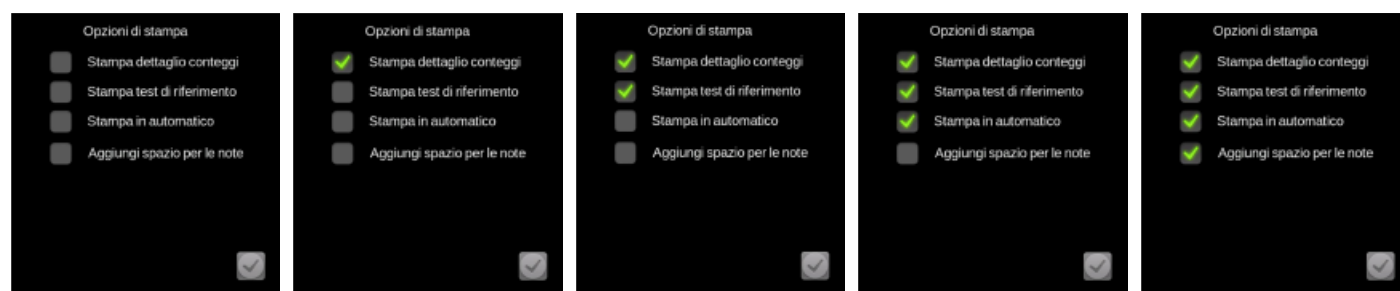 Opzioni di stampa
Stampa dettaglio conteggi
Stampa test di riferimento
Stampa in automatico
Aggiungi spazio per le note
Opzioni di stampa
Stampa dettaglio conteggi
Stampa test di riferimento
Stampa in automatico
Aggiungi spazio per le note
Opzioni di stampa
Stampa dettaglio conteggi
Stampa test di riferimento
Stampa in automatico
Aggiungi spazio per le note
Opzioni di stampa
Stampa dettaglio conteggi
Stampa test di riferimento
Stampa in automatico
Aggiungi spazio per le note
Opzioni di stampa
Stampa dettaglio conteggi
Stampa test di riferimento
Stampa in automatico
Aggiungi spazio per le note